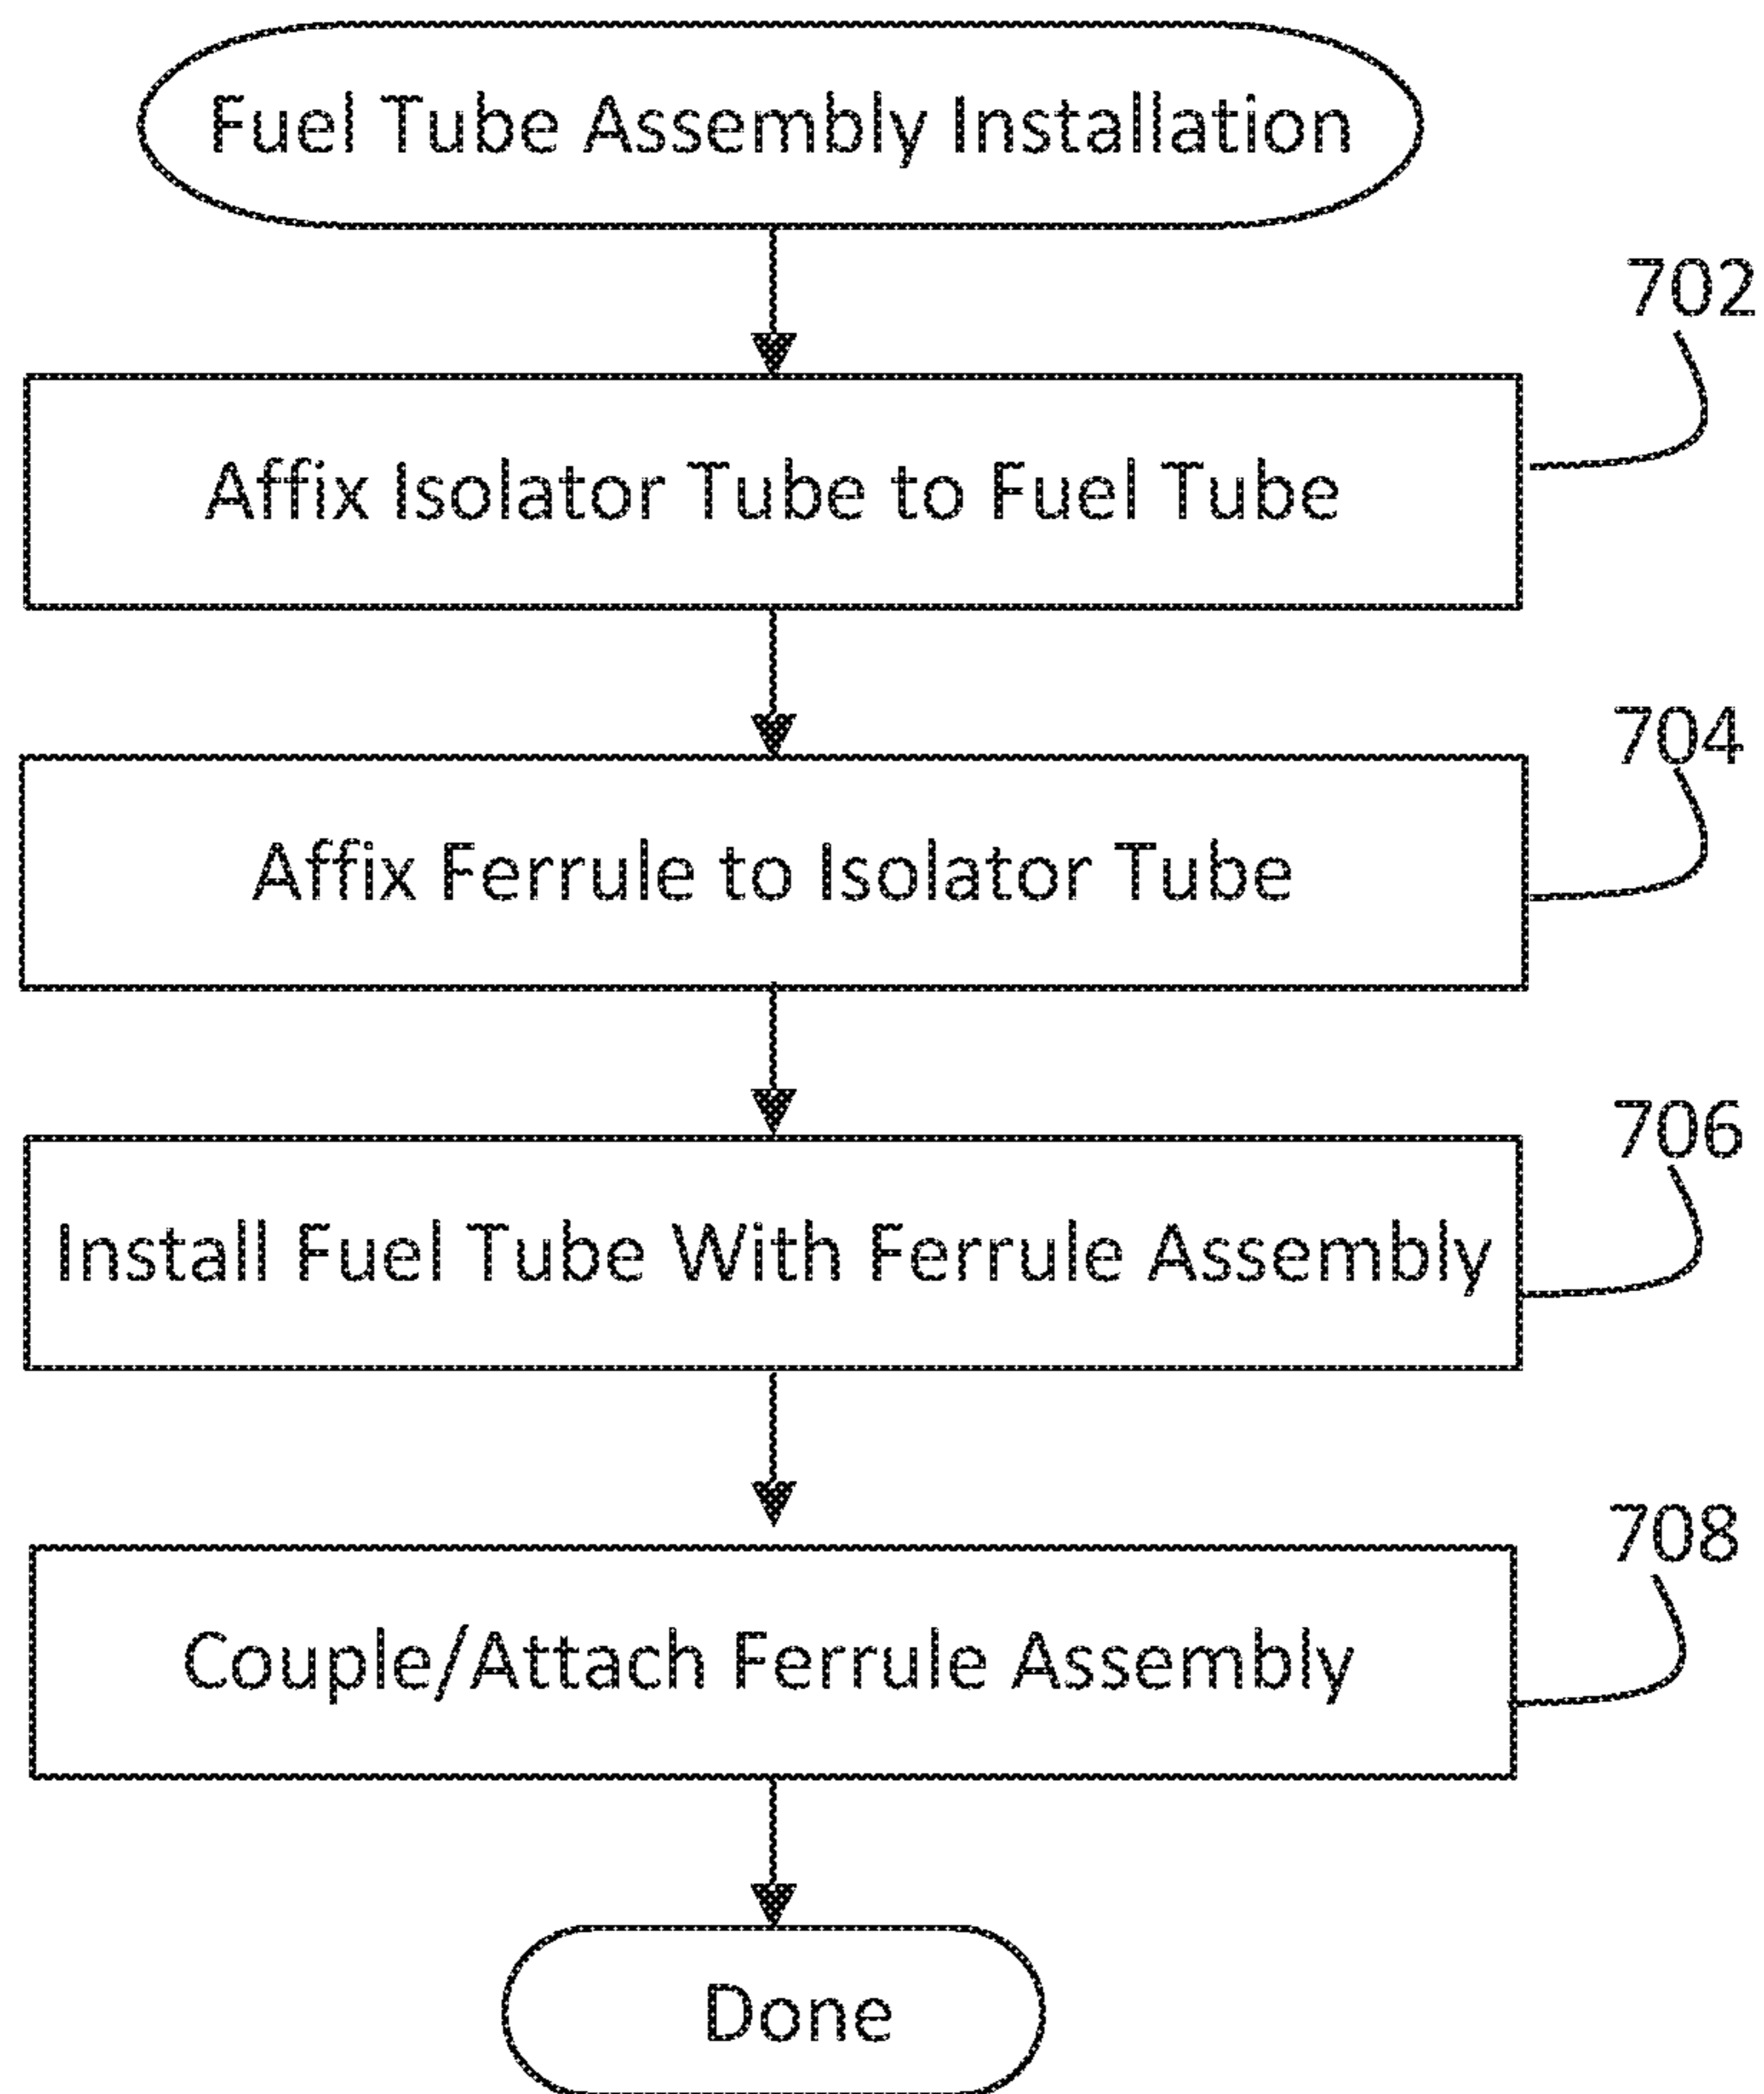 Fuel Tube Assembly Installation
702
Affix Isolator Tube to Fuel Tube
704
Affix Ferrule to Isolator Tube
706
Install Fuel Tube With Ferrule Assembly
708
Couple/Attach Ferrule Assembly
Done